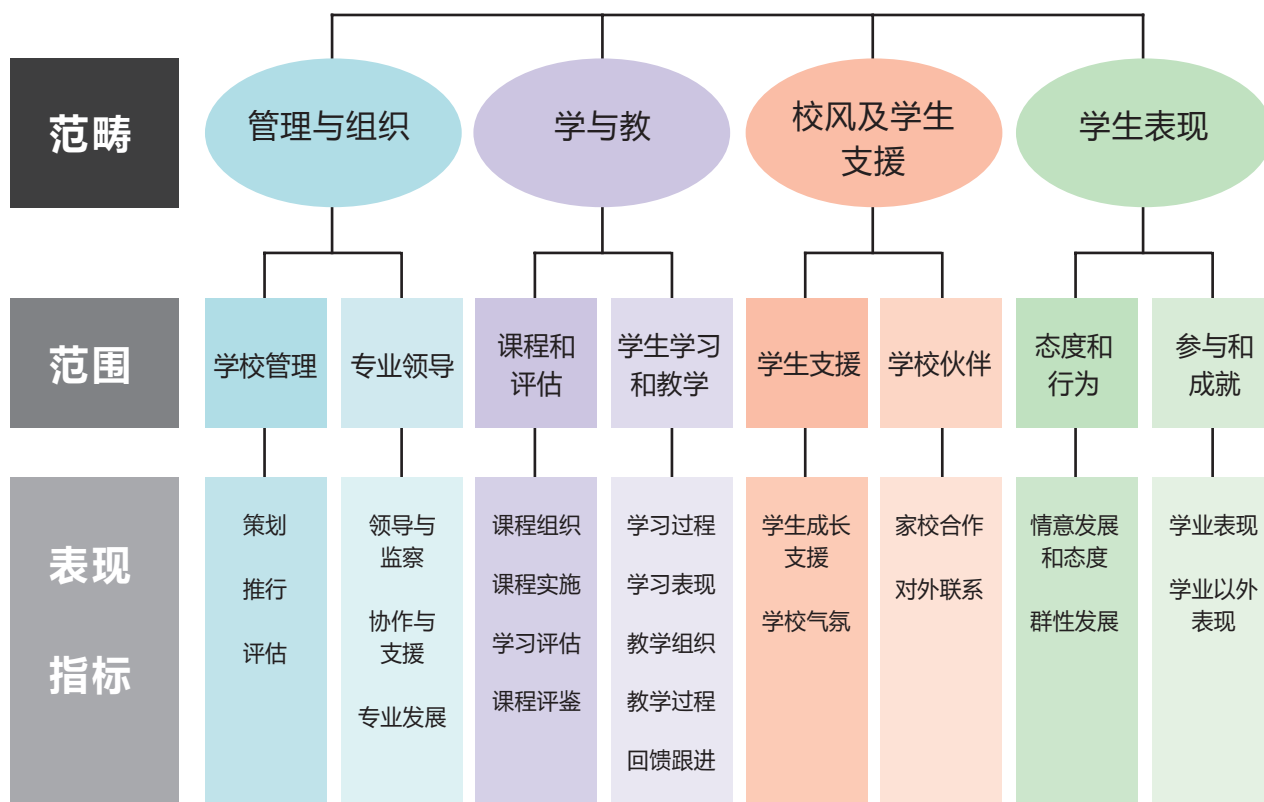 范畴
管理与组织
学与教
校风及学生
支援
学生表现
范围
学校管理
专业领导
课程和
评估
学生学习
和教学
学生支援
学校伙伴
态度和
行为
参与和
成就
表现
指标
策划
推行
评估
领导与
监察
协作与
支援
专业发展
课程组织
课程实施
学习评估
课程评鉴
学习过程
学习表现
教学组织
教学过程
回馈跟进
学生成长
支援
学校气氛
家校合作
对外联系
情意发展
和态度
群性发展
学业表现
学业以外
表现